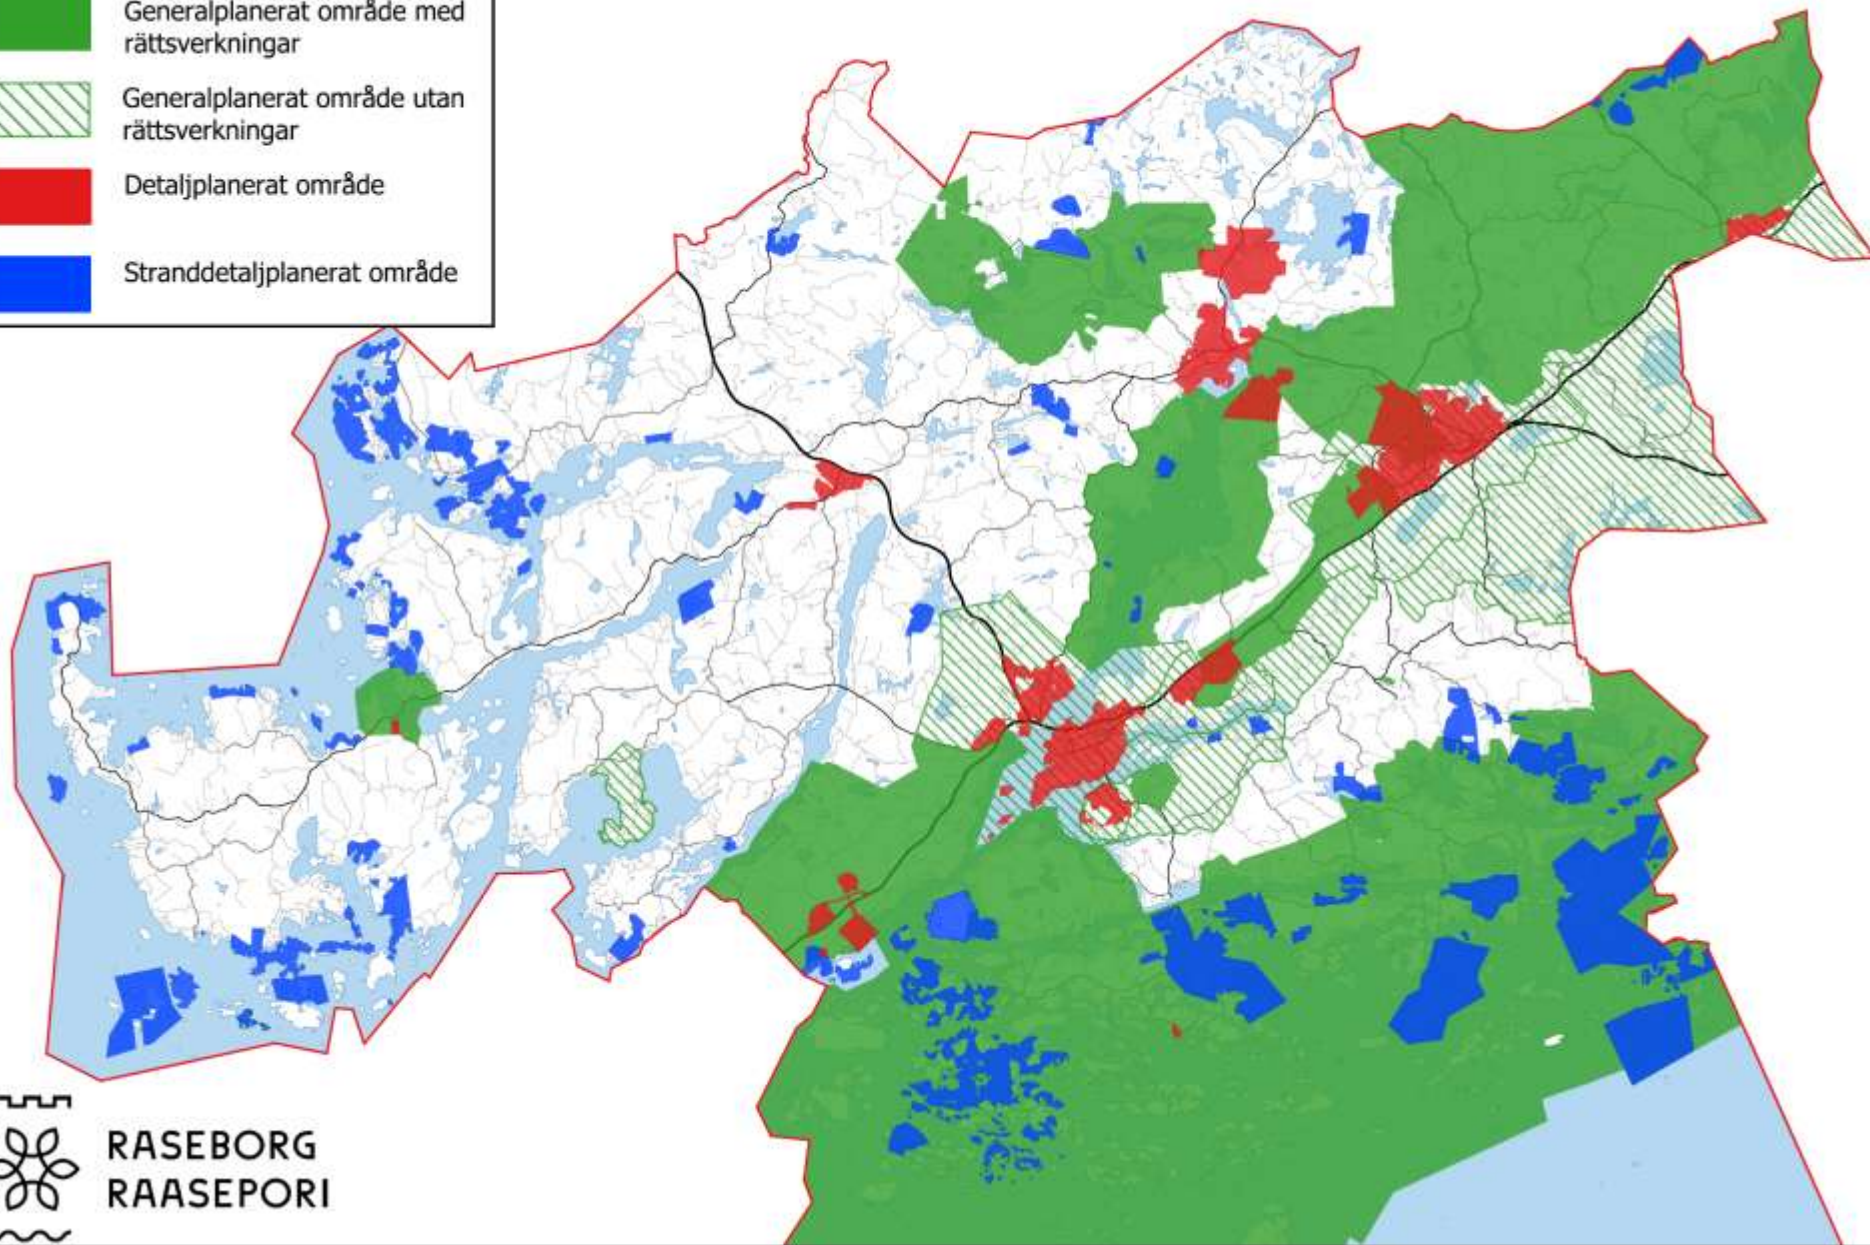 Generalplanerat område med
rättsverkningar
Generalplanerat område utan
rättsverkningar
Detaljplanerat område
Stranddetaljplanerat område
RASEBORG
RAASEPORI